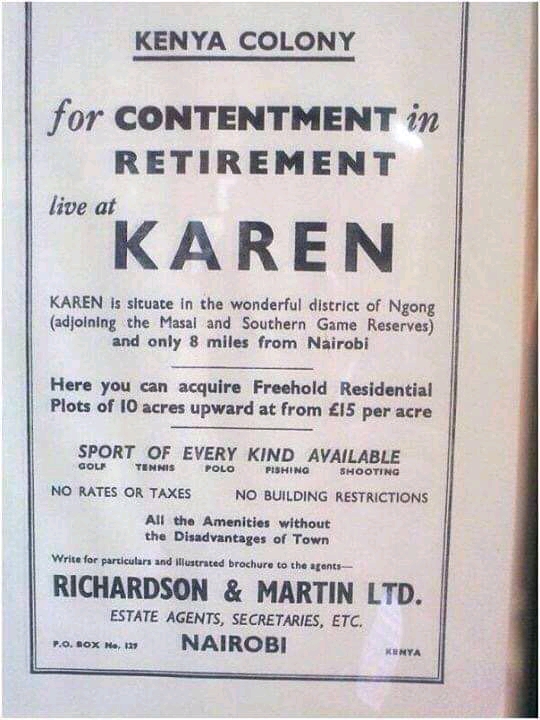 KENYA COLONY
for CONTENTMENT in
RETIREMENT
live at
KAREN
KAREN is situate in the wonderful district of Ngong
(adjoining the Masai and Southern Game Reserves)
and only 8 miles from Nairobi
Here you can acquire Freehold Residential
Plots of 10 acres upward at from £15 per acre
SPORT OF EVERY KIND AVAILABLE
GOLF TENNIS POLO FISHING SHOOTING
NO RATES OR TAXES NO BUILDING RESTRICTIONS
All the Amenities without
the Disadvantages of Town
Write for particulars and illustrated brochure to the agents—
RICHARDSON & MARTIN LTD.
ESTATE AGENTS, SECRETARIES, ETC.
P.O. BOX No. 127 NAIROBI KENYA